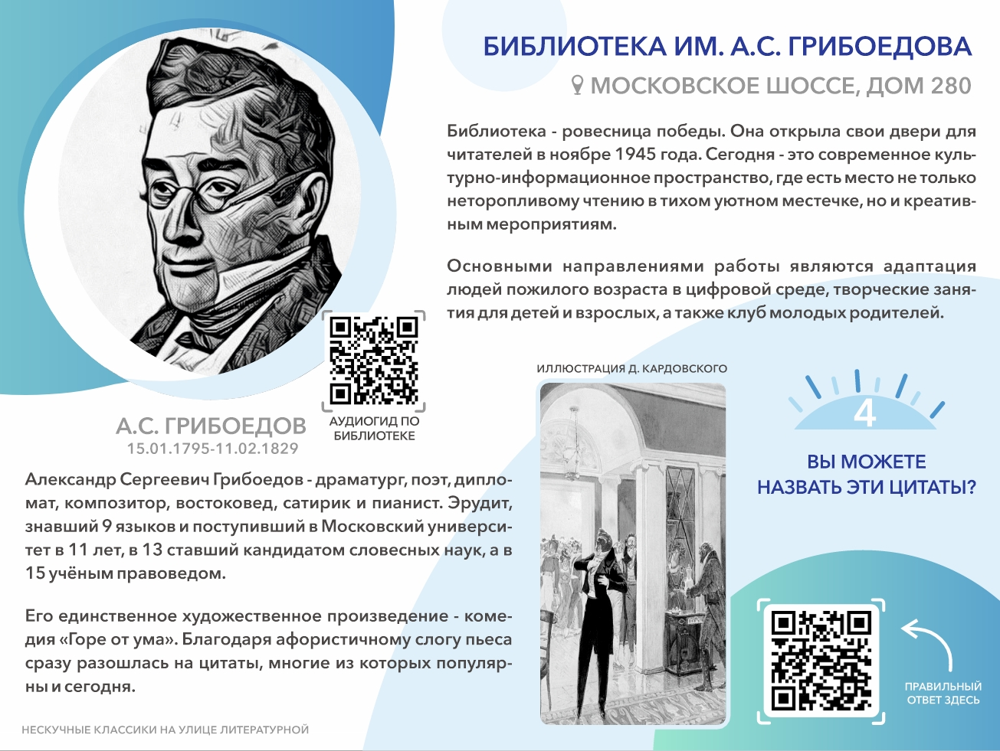 БИБЛИОТЕКА ИМ. А.С. ГРИБОЕДОВА
МОСКОВСКОЕ ШОССЕ, ДОМ 280
Библиотека - ровесница победы. Она открыла свои двери для
читателей в ноябре 1945 года. Сегодня - это современное куль-
турно-информационное пространство, где есть место не только
неторопливому чтению в тихом уютном местечке, но и креатив-
ным мероприятиям.
Основными направлениями работы являются адаптация
людей пожилого возраста в цифровой среде, творческие заня-
тия для детей и взрослых, а также клуб молодых родителей.
АУДИОГИД ПО
БИБЛИОТЕКЕ
А.С. ГРИБОЕДОВ
15.01.1795-11.02.1829
Александр Сергеевич Грибоедов - драматург, поэт, дипло-
мат, композитор, востоковед, сатирик и пианист. Эрудит,
знавший 9 языков и поступивший в Московский универси-
тет в 11 лет, в 13 ставший кандидатом словесных наук, а в
15 учёным правоведом.
Его единственное художественное произведение - коме-
дия «Горе от ума». Благодаря афористичному слогу пьеса
сразу разошлась на цитаты, многие из которых популяр-
ны и сегодня.
НЕСКУЧНЫЕ КЛАССИКИ НА УЛИЦЕ ЛИТЕРАТУРНОЙ
ИЛЛЮСТРАЦИЯ Д. КАРДОВСКОГО
4
ВЫ МОЖЕТЕ
НАЗВАТЬ ЭТИ ЦИТАТЫ?
ПРАВИЛЬНЫЙ
ОТВЕТ ЗДЕСЬ